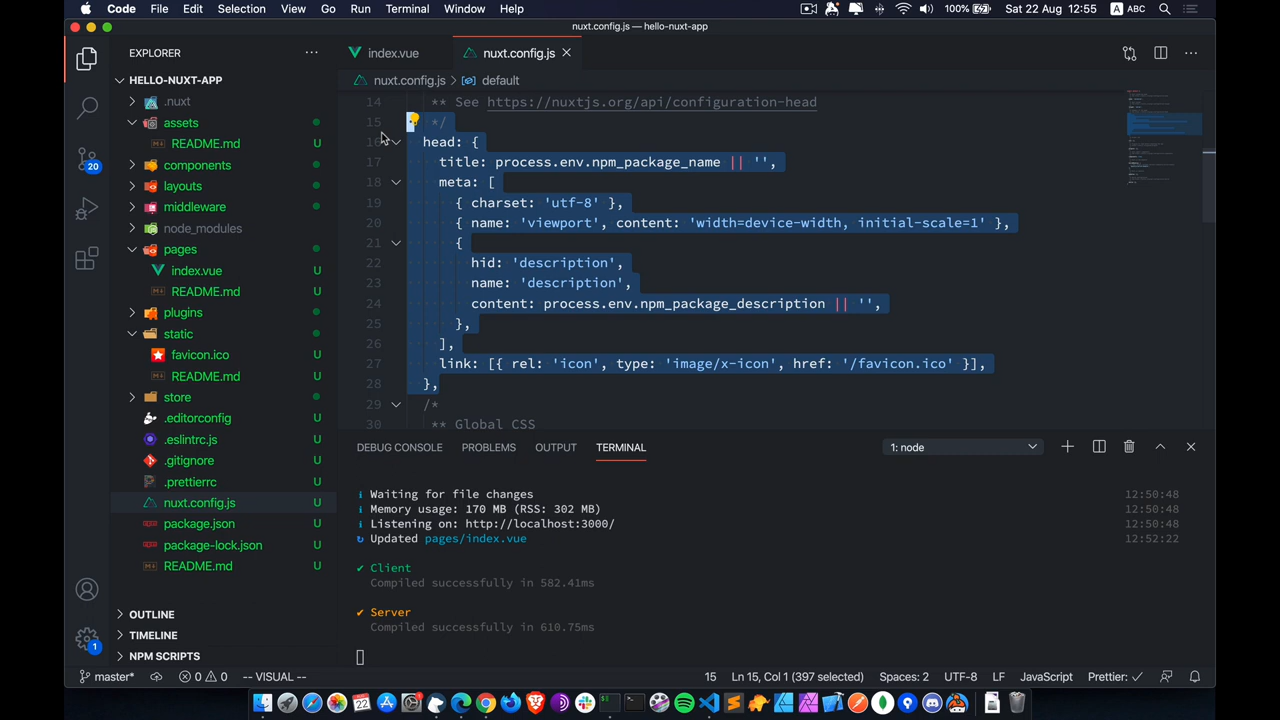 Code File Edit Selection View Go Run Terminal Window Help 100% Sat 22 Aug 12:55 A ABC
nuxt.config.js — hello-nuxt-app
EXPLORER
HELLO-NUXT-APP
.nuxt
assets
README.md U
components
layouts
middleware
node_modules
pages
index.vue U
README.md U
plugins
static
favicon.ico U
README.md U
store
.editorconfig U
.eslintrc.js U
.gitignore U
.prettierrc U
nuxt.config.js U
package.json U
package-lock.json U
README.md U
OUTLINE
TIMELINE
NPM SCRIPTS
20
1
index.vue nuxt.config.js
nuxt.config.js > default
14 ** See https://nuxtjs.org/api/configuration-head
15 */
16 head: {
17 title: process.env.npm_package_name || '',
18 meta: [
19 { charset: 'utf-8' },
20 { name: 'viewport', content: 'width=device-width, initial-scale=1' },
21 {
22 hid: 'description',
23 name: 'description',
24 content: process.env.npm_package_description || '',
25 },
26 ],
27 link: [{ rel: 'icon', type: 'image/x-icon', href: '/favicon.ico' }],
28 },
29 /*
30 ** Global CSS
DEBUG CONSOLE PROBLEMS OUTPUT TERMINAL 1: node
i Waiting for file changes 12:50:48
i Memory usage: 170 MB (RSS: 302 MB) 12:50:48
i Listening on: http://localhost:3000/ 12:50:48
↻ Updated pages/index.vue 12:52:22
✔ Client
Compiled successfully in 582.41ms
✔ Server
Compiled successfully in 610.75ms
master* 0 0 -- VISUAL -- 15 Ln 15, Col 1 (397 selected) Spaces: 2 UTF-8 LF JavaScript Prettier: ✓